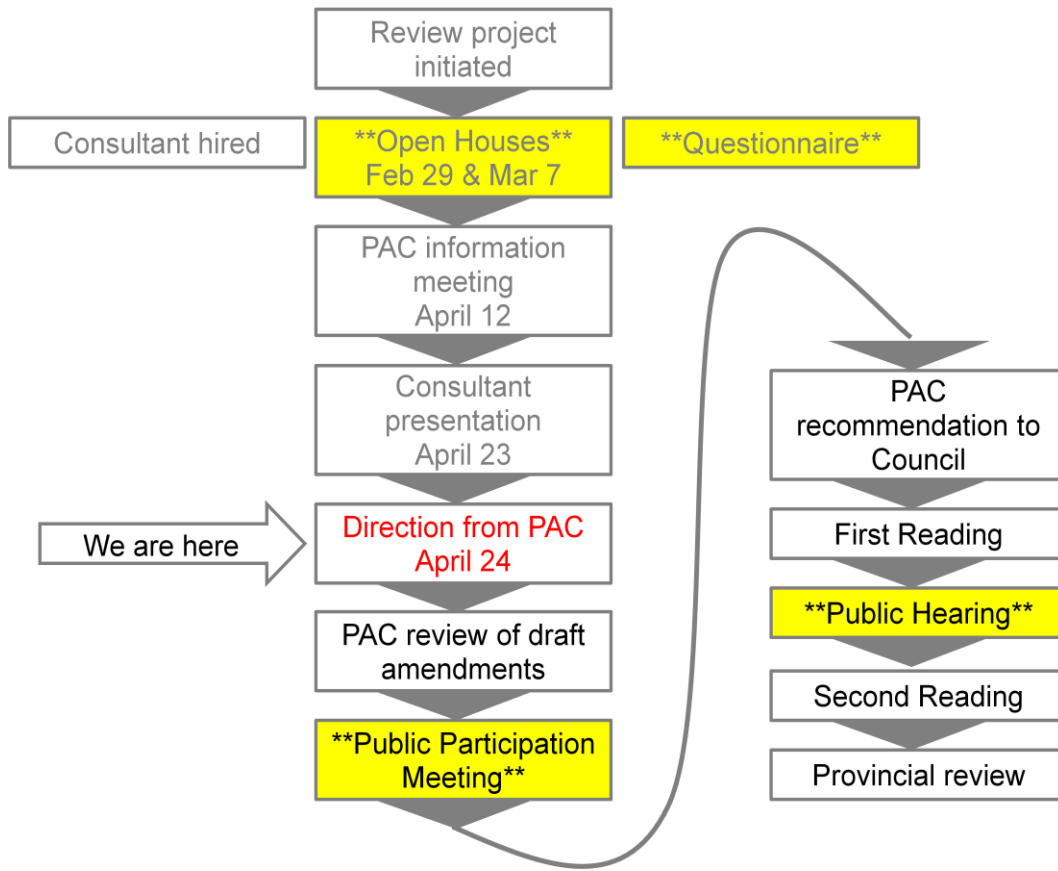 Review project
initiated
Consultant hired
**Open Houses**
Feb 29 & Mar 7
**Questionnaire**
PAC information
meeting
April 12
Consultant
presentation
April 23
We are here
Direction from PAC
April 24
PAC review of draft
amendments
**Public Participation
Meeting**
PAC
recommendation to
Council
First Reading
**Public Hearing**
Second Reading
Provincial review